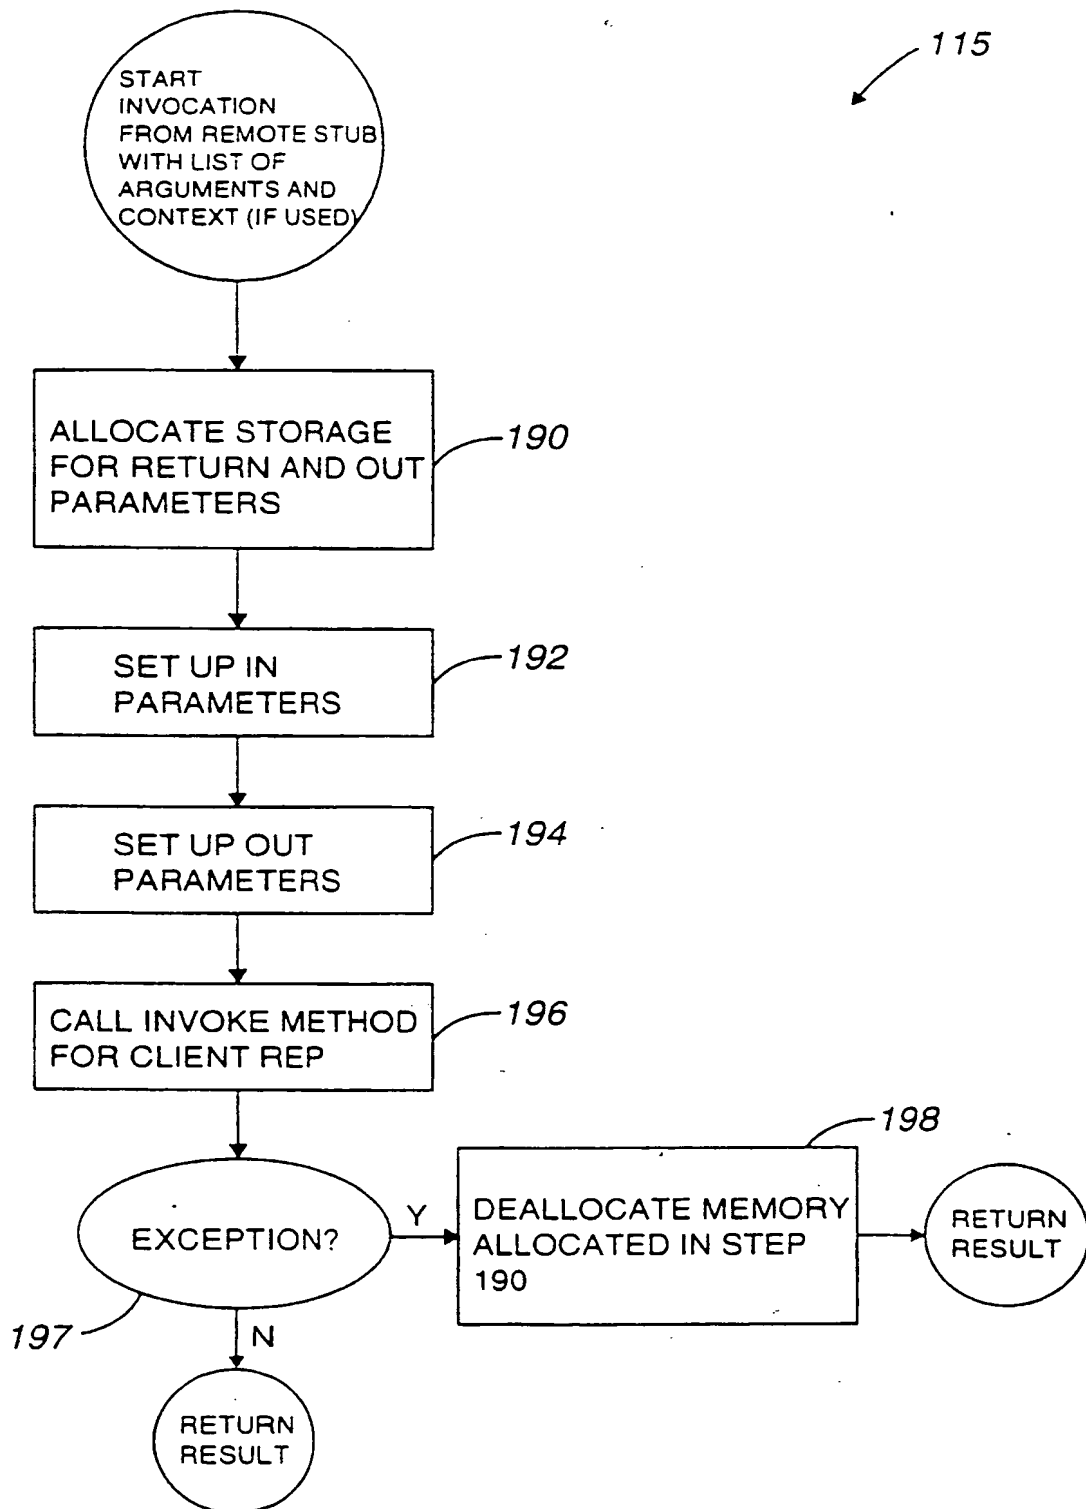 115
START
INVOCATION
FROM REMOTE STUB
WITH LIST OF
ARGUMENTS AND
CONTEXT (IF USED)
ALLOCATE STORAGE
FOR RETURN AND OUT
PARAMETERS
190
SET UP IN
PARAMETERS
192
SET UP OUT
PARAMETERS
194
CALL INVOKE METHOD
FOR CLIENT REP
196
EXCEPTION?
197
Y
198
DEALLOCATE MEMORY
ALLOCATED IN STEP
190
RETURN
RESULT
N
RETURN
RESULT